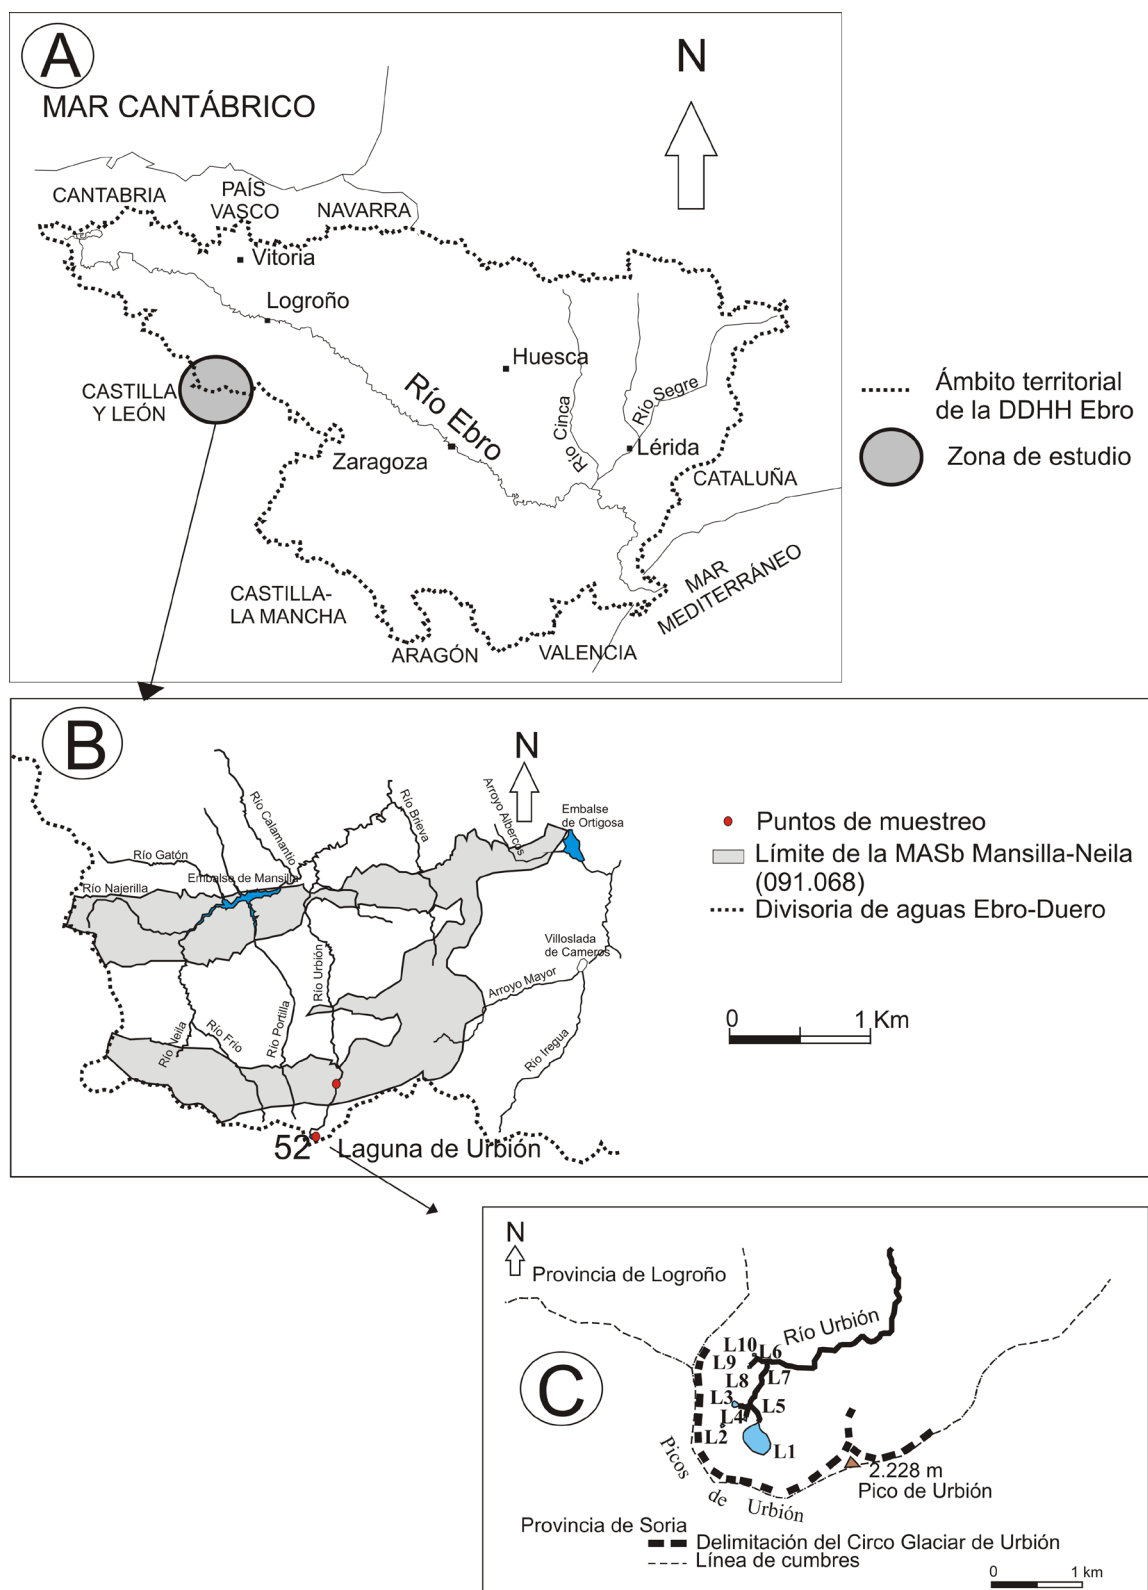 A
N
MAR CANTÁBRICO
CANTABRIA
PAÍS
VASCO
NAVARRA
Vitoria
Logroño
Huesca
CASTILLA
Y LEÓN
Río Ebro
Río Cinca
Río Segre
Lérida
Zaragoza
CATALUÑA
CASTILLA-
LA MANCHA
ARAGÓN
VALENCIA
MAR
MEDITERRÁNEO
Ámbito territorial
de la DDHH Ebro
Zona de estudio
B
N
Río Calamantio
Río Brieva
Arroyo Albercos
Embalse
de Ortigosa
Río Gatón
Río Najerilla
Embalse de Mansilla
Villoslada
de Cameros
Río Urbión
Arroyo Mayor
Río Portilla
Río Neila
Río Frío
Río Iregua
52
Laguna de Urbión
Puntos de muestreo
Límite de la MASb Mansilla-Neila
(091.068)
Divisoria de aguas Ebro-Duero
0 1 Km
N
Provincia de Logroño
C
Río Urbión
L10
L6
L9
L7
L8
L3
L5
L4
L2
L1
Picos de Urbión
2.228 m
Pico de Urbión
Provincia de Soria
Delimitación del Circo Glaciar de Urbión
Línea de cumbres
0 1 km